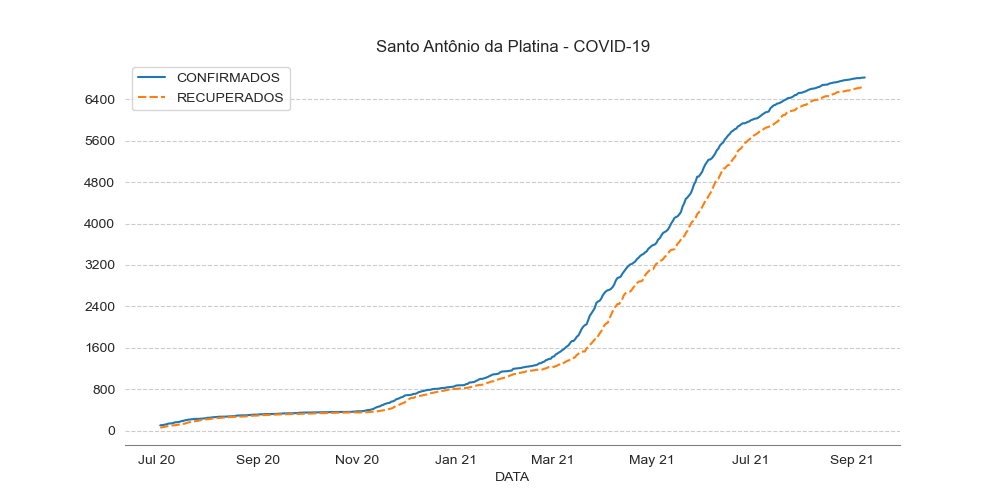 Santo Antônio da Platina - COVID-19
CONFIRMADOS
RECUPERADOS
6400
5600
4800
4000
3200
2400
1600
800
0
Jul 20 Sep 20 Nov 20 Jan 21 Mar 21 May 21 Jul 21 Sep 21
DATA